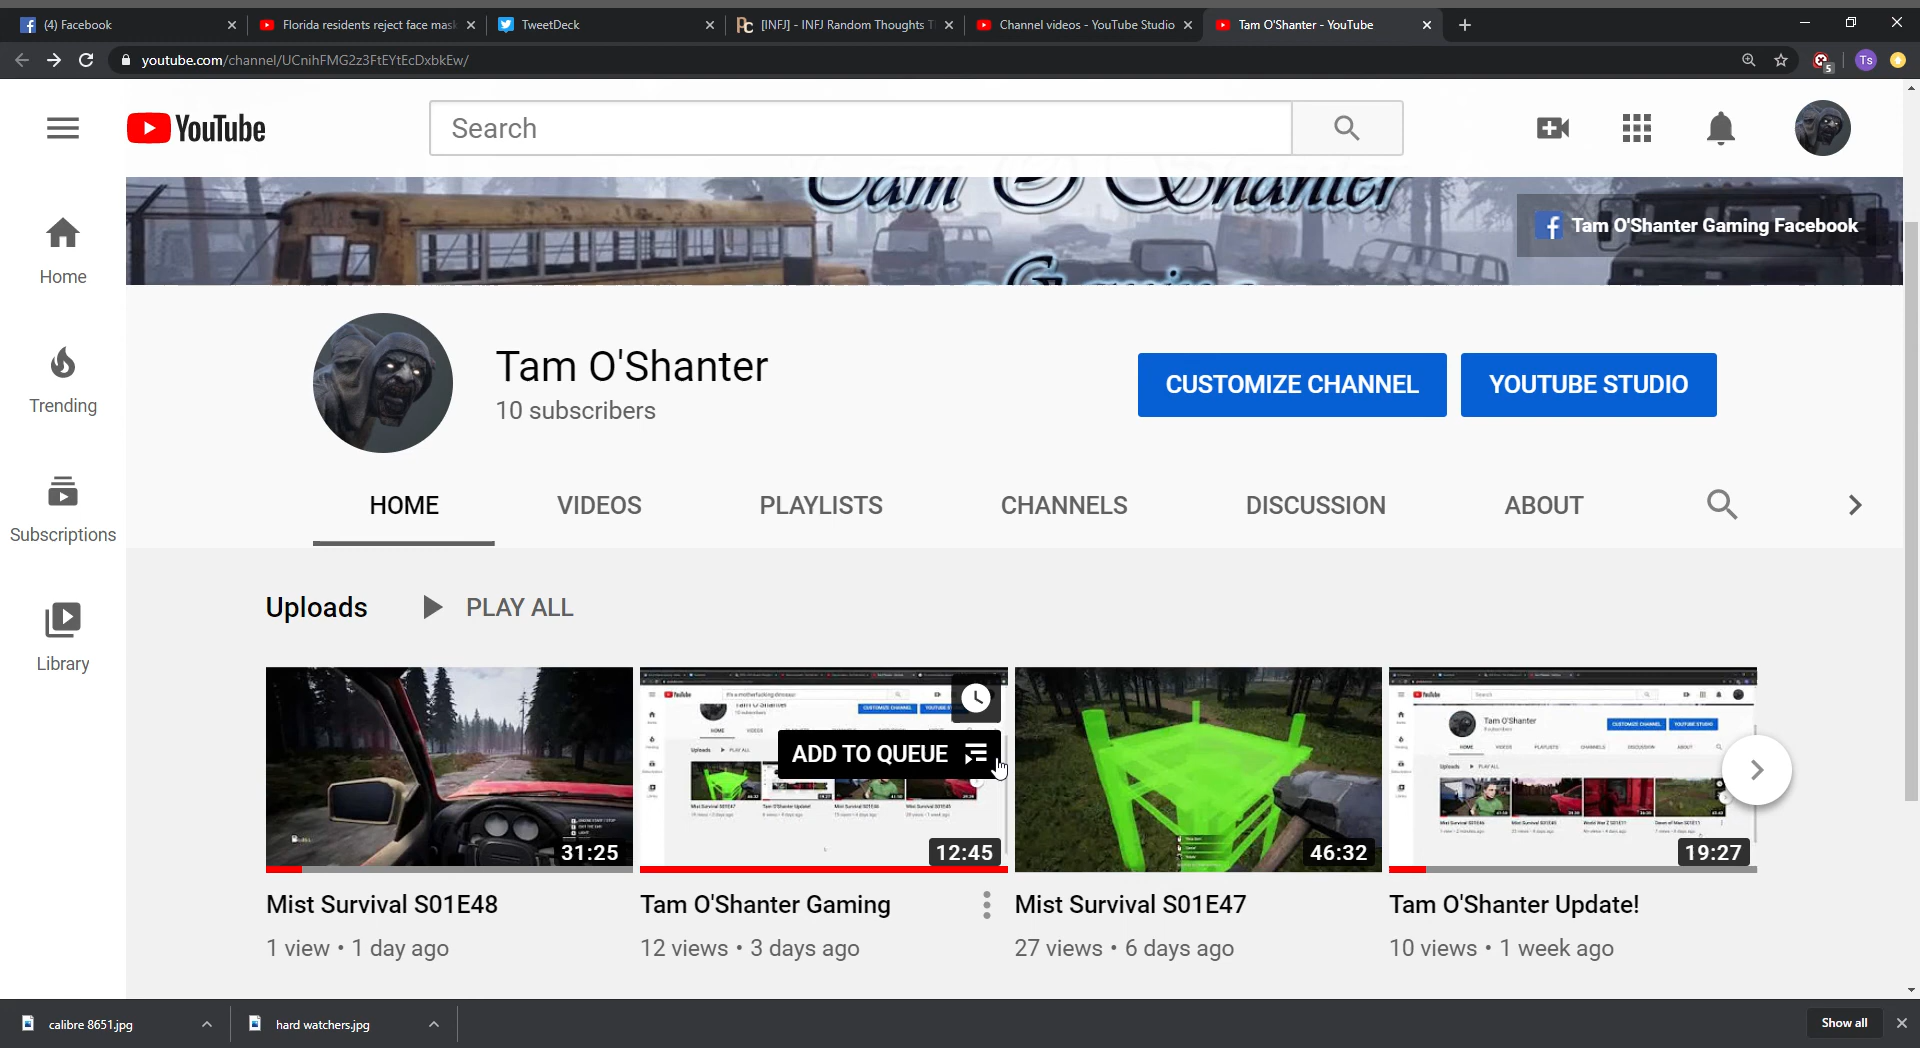 (4) Facebook
Florida residents reject face mask
TweetDeck
[INFJ] - INFJ Random Thoughts T
Channel videos - YouTube Studio
Tam O'Shanter - YouTube
youtube.com/channel/UCnihFMG2z3FtEYtEcDxbkEw/
5
Ts
YouTube
Search
Tam O'Shanter
Gaming
Tam O'Shanter Gaming Facebook
Home
Trending
Subscriptions
Library
Tam O'Shanter
10 subscribers
CUSTOMIZE CHANNEL
YOUTUBE STUDIO
HOME
VIDEOS
PLAYLISTS
CHANNELS
DISCUSSION
ABOUT
Uploads
PLAY ALL
ADD TO QUEUE
31:25
12:45
46:32
19:27
Mist Survival S01E48
Tam O'Shanter Gaming
Mist Survival S01E47
Tam O'Shanter Update!
1 view • 1 day ago
12 views • 3 days ago
27 views • 6 days ago
10 views • 1 week ago
calibre 8651.jpg
hard watchers.jpg
Show all